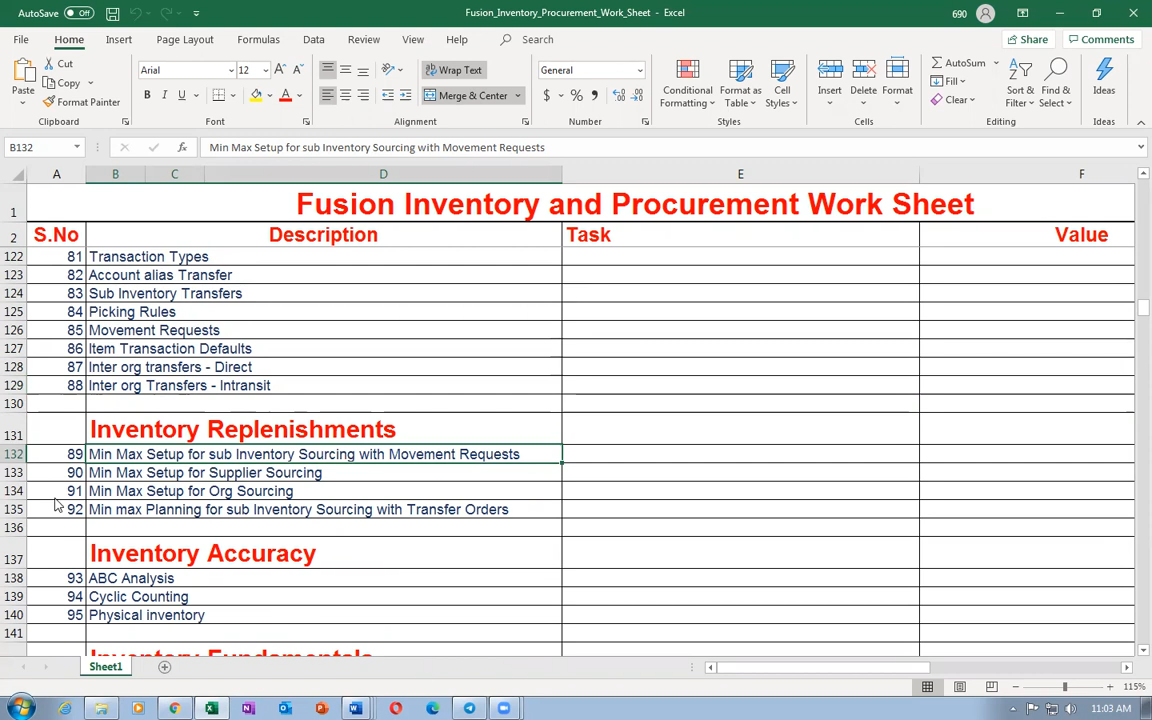 AutoSave Off
Fusion_Inventory_Procurement_Work_Sheet - Excel
690
File Home Insert Page Layout Formulas Data Review View Help Search
Share Comments
Paste
Cut
Copy
Format Painter
Clipboard
Arial 12
B I U
Font
Wrap Text
Merge & Center
Alignment
General
Number
Conditional Formatting
Format as Table
Cell Styles
Styles
Insert Delete Format
Cells
AutoSum
Fill
Clear
Sort & Filter
Find & Select
Editing
Ideas
Ideas
B132 fx Min Max Setup for sub Inventory Sourcing with Movement Requests
A B C D E F
1 Fusion Inventory and Procurement Work Sheet
2 S.No Description Task Value
122 81 Transaction Types
123 82 Account alias Transfer
124 83 Sub Inventory Transfers
125 84 Picking Rules
126 85 Movement Requests
127 86 Item Transaction Defaults
128 87 Inter org transfers - Direct
129 88 Inter org Transfers - Intransit
130
131 Inventory Replenishments
132 89 Min Max Setup for sub Inventory Sourcing with Movement Requests
133 90 Min Max Setup for Supplier Sourcing
134 91 Min Max Setup for Org Sourcing
135 92 Min max Planning for sub Inventory Sourcing with Transfer Orders
136
137 Inventory Accuracy
138 93 ABC Analysis
139 94 Cyclic Counting
140 95 Physical inventory
141
Inventory Fundamentals
Sheet1
115%
11:03 AM